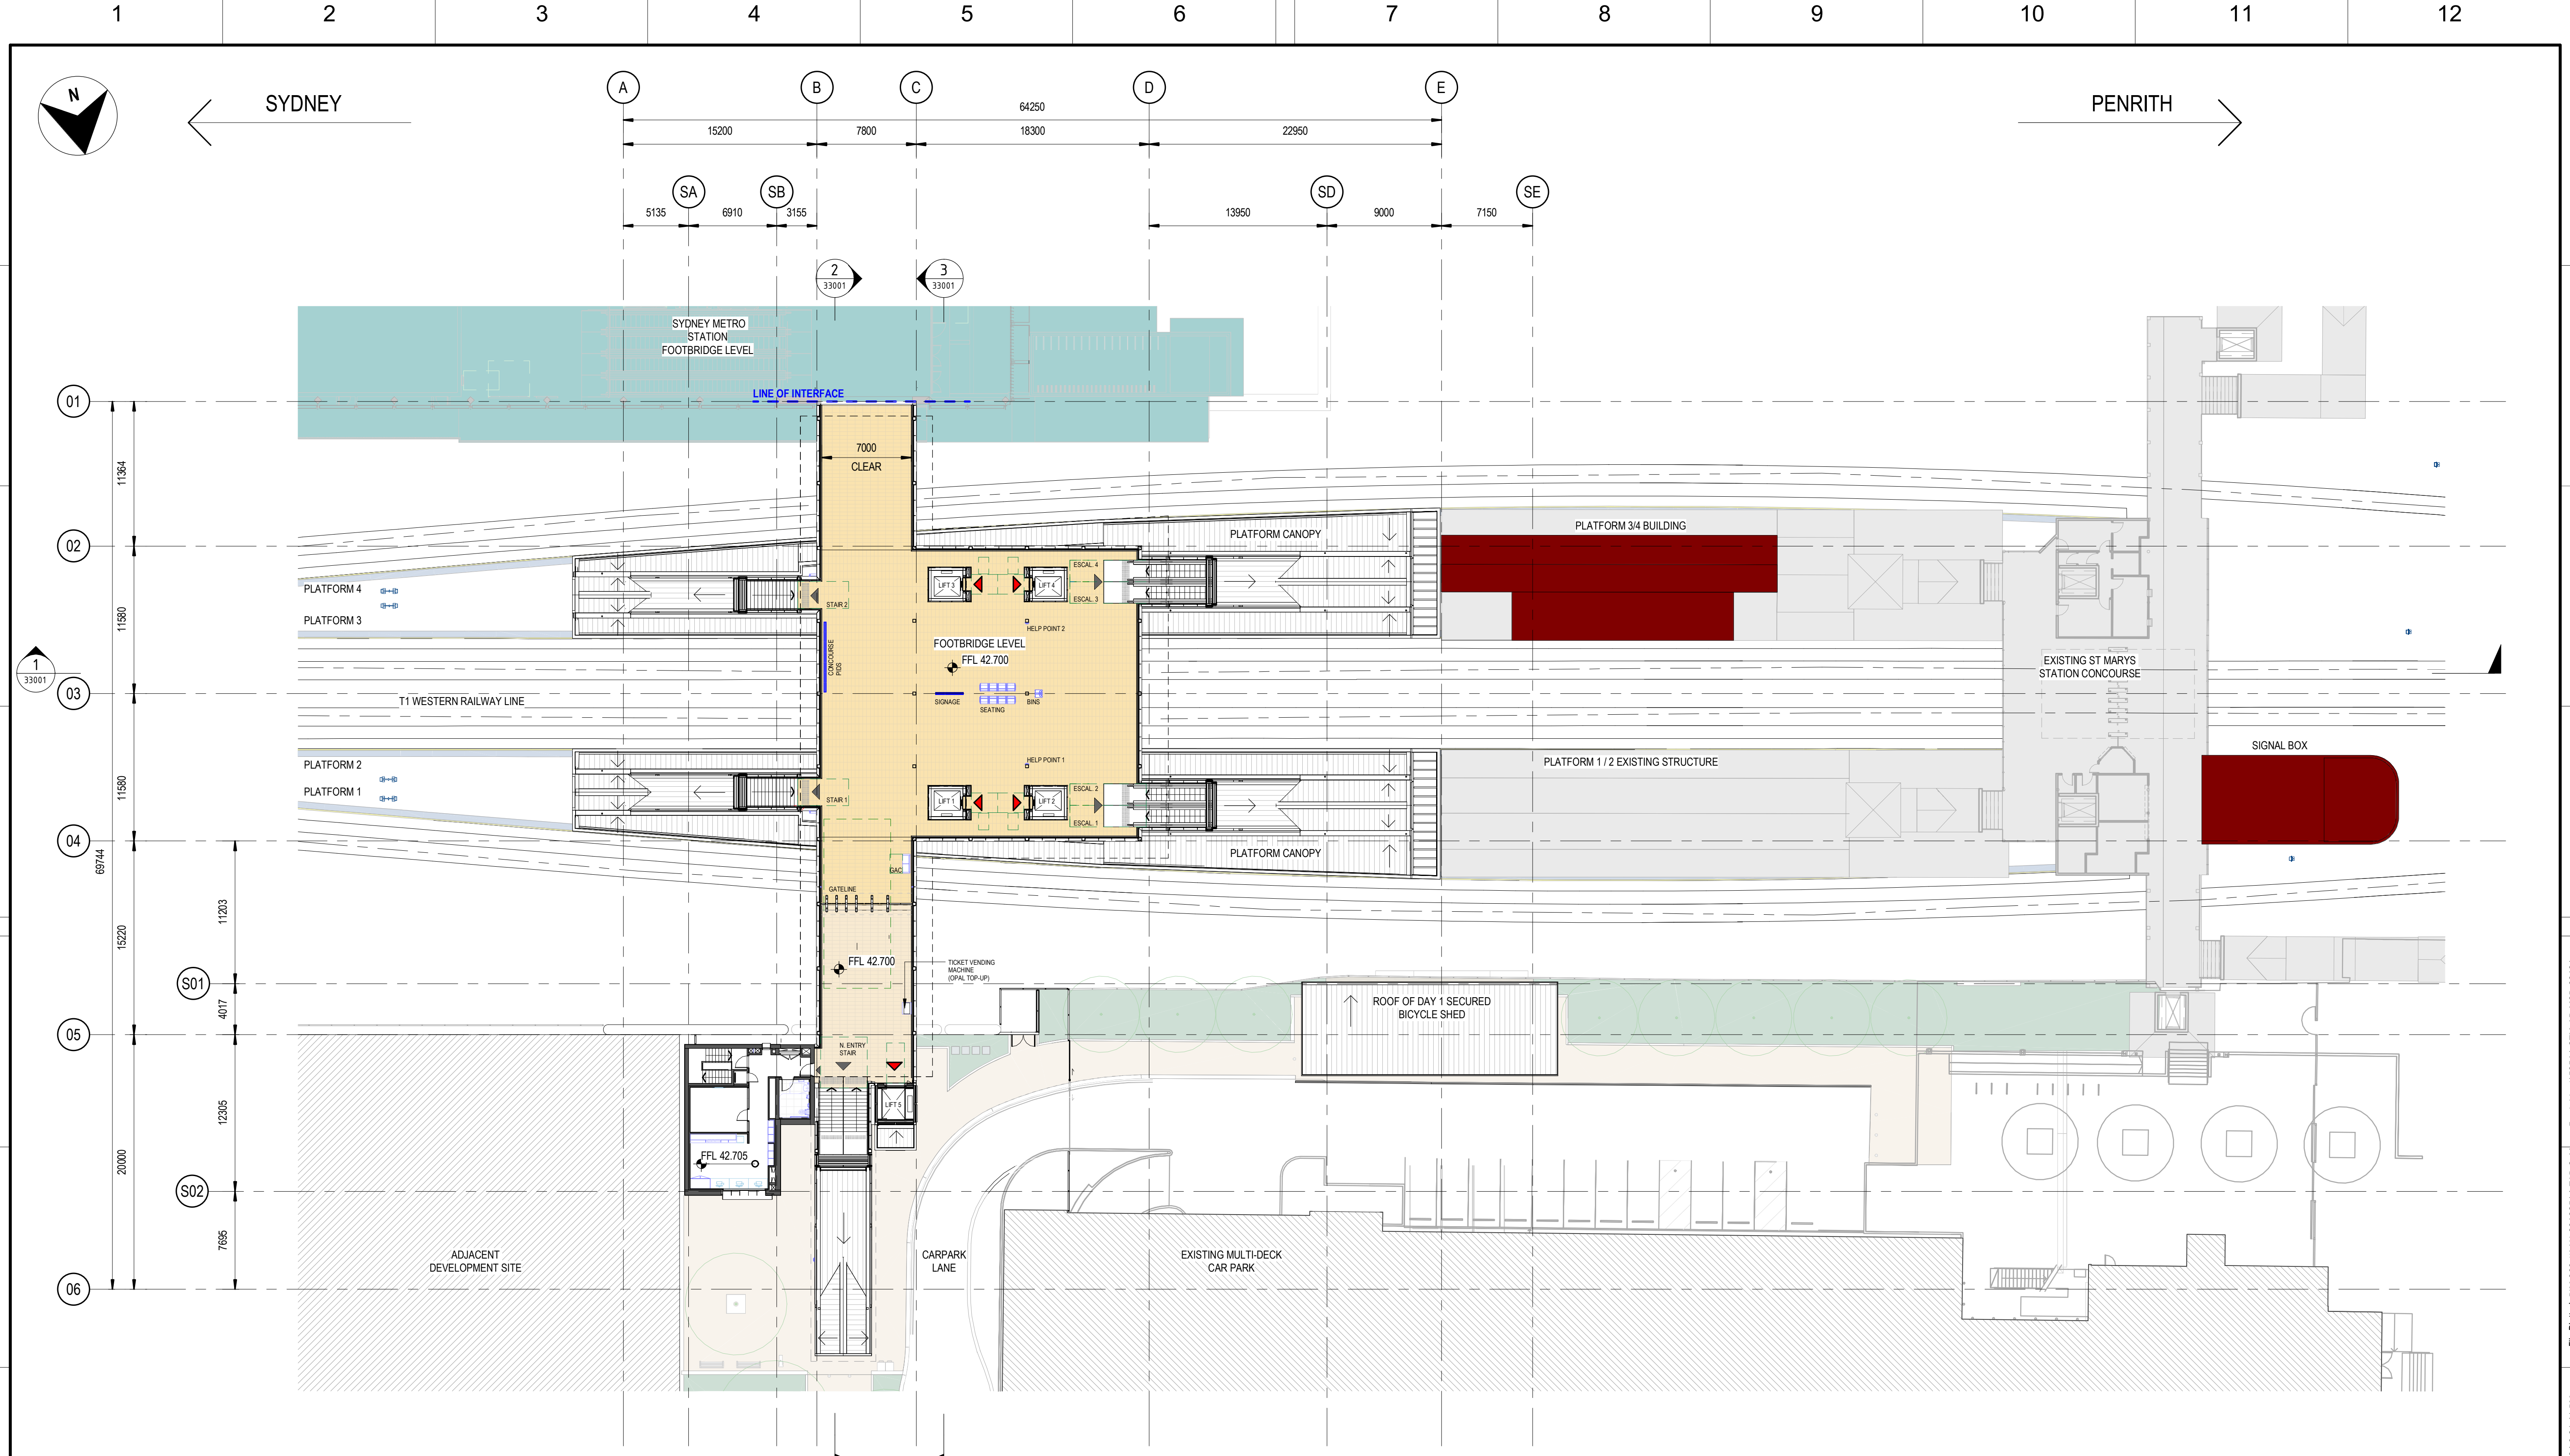 1 2 3 4 5 6 7 8 9 10 11 12
N
SYDNEY
PENRITH
A B C D E
64250
15200 7800 18300 22950
SA SB SD SE
5135 6910 3155 13950 9000 7150
2
33001
3
33001
SYDNEY METRO
STATION
FOOTBRIDGE LEVEL
LINE OF INTERFACE
01
7000
CLEAR
11364
02
PLATFORM CANOPY
PLATFORM 3/4 BUILDING
ESCAL. 4
LIFT 3
LIFT 4
PLATFORM 4
ESCAL. 3
STAIR 2
PLATFORM 3
11580
HELP POINT 2
CONCOURSE
PIDS
FOOTBRIDGE LEVEL
FFL 42.700
1
33001
EXISTING ST MARYS
STATION CONCOURSE
03
T1 WESTERN RAILWAY LINE
SIGNAGE
SEATING
BINS
SIGNAL BOX
PLATFORM 2
HELP POINT 1
PLATFORM 1 / 2 EXISTING STRUCTURE
11580
PLATFORM 1
ESCAL. 2
STAIR 1
LIFT 1
LIFT 2
ESCAL. 1
04
PLATFORM CANOPY
69744
GAC
GATELINE
11203
15220
FFL 42.700
TICKET VENDING
MACHINE
(OPAL TOP-UP)
S01
4017
ROOF OF DAY 1 SECURED
BICYCLE SHED
05
N. ENTRY
STAIR
LIFT 5
12305
20000
FFL 42.705
S02
7695
ADJACENT
DEVELOPMENT SITE
CARPARK
LANE
EXISTING MULTI-DECK
CAR PARK
06